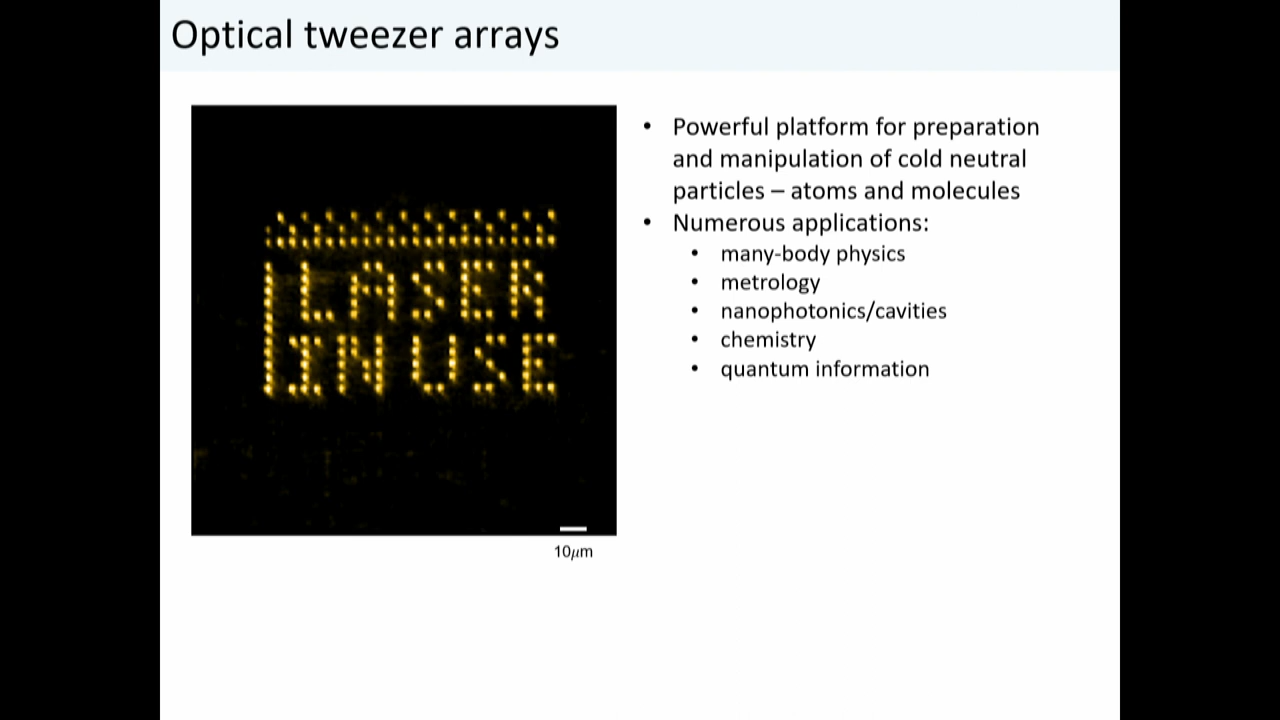 Optical tweezer arrays
LASER
IN USE
10μm
• Powerful platform for preparation
and manipulation of cold neutral
particles – atoms and molecules
• Numerous applications:
• many-body physics
• metrology
• nanophotonics/cavities
• chemistry
• quantum information